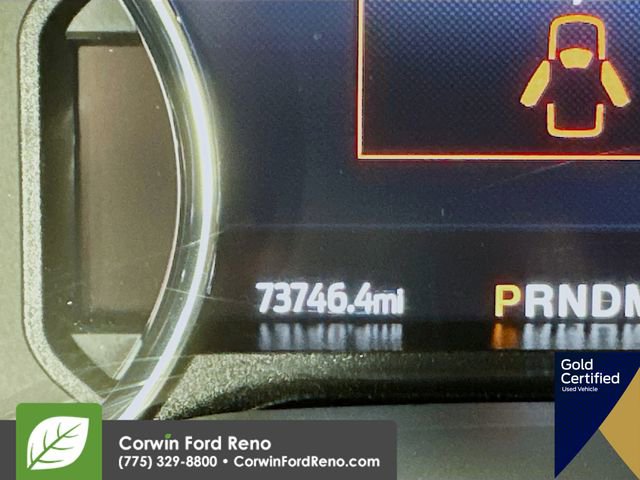 73746.4mi
PRNDM
Gold
Certified
Used Vehicle
Corwin Ford Reno
(775) 329-8800 • CorwinFordReno.com